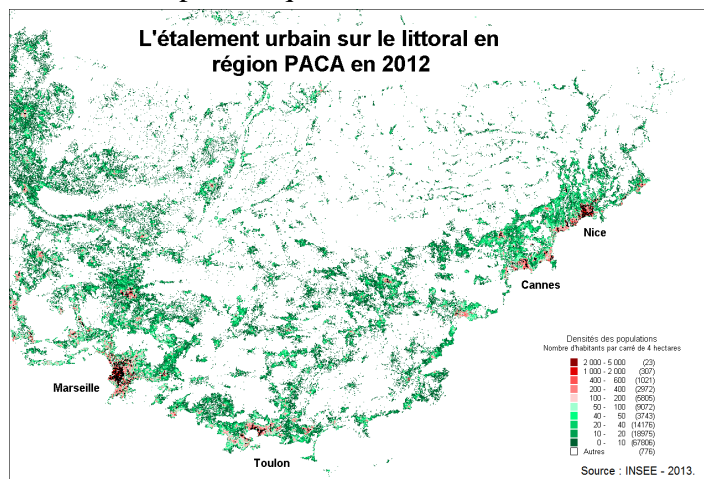 L'étalement urbain sur le littoral en
région PACA en 2012
Nice
Cannes
Marseille
Toulon
Densités des populations
Nombre d'habitants par carré de 4 hectares
2 000 - 5 000 (23)
1 000 - 2 000 (307)
400 - 600 (1021)
200 - 400 (2972)
100 - 200 (5805)
50 - 100 (9072)
40 - 50 (3743)
20 - 40 (14176)
10 - 20 (18975)
0 - 10 (67806)
Autres (776)
Source : INSEE - 2013.